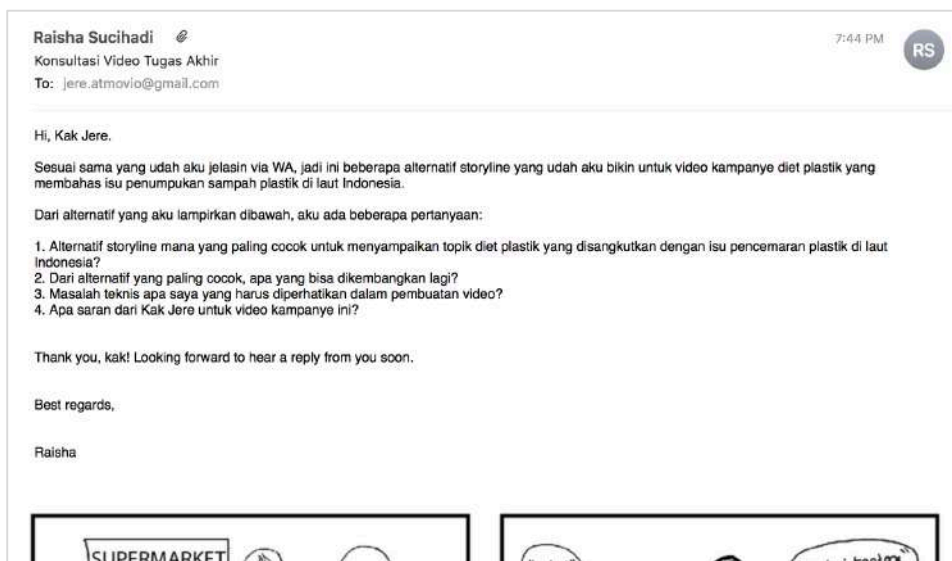 Raisha Sucihadi
7:44 PM
RS
Konsultasi Video Tugas Akhir
To: jere.atmovio@gmail.com
Hi, Kak Jere.
Sesuai sama yang udah aku jelasin via WA, jadi ini beberapa alternatif storyline yang udah aku bikin untuk video kampanye diet plastik yang
membahas isu penumpukan sampah plastik di laut Indonesia.
Dari alternatif yang aku lampirkan dibawah, aku ada beberapa pertanyaan:
1. Alternatif storyline mana yang paling cocok untuk menyampaikan topik diet plastik yang disangkutkan dengan isu pencemaran plastik di laut
Indonesia?
2. Dari alternatif yang paling cocok, apa yang bisa dikembangkan lagi?
3. Masalah teknis apa saya yang harus diperhatikan dalam pembuatan video?
4. Apa saran dari Kak Jere untuk video kampanye ini?
Thank you, kak! Looking forward to hear a reply from you soon.
Best regards,
Raisha
SUPERMARKET